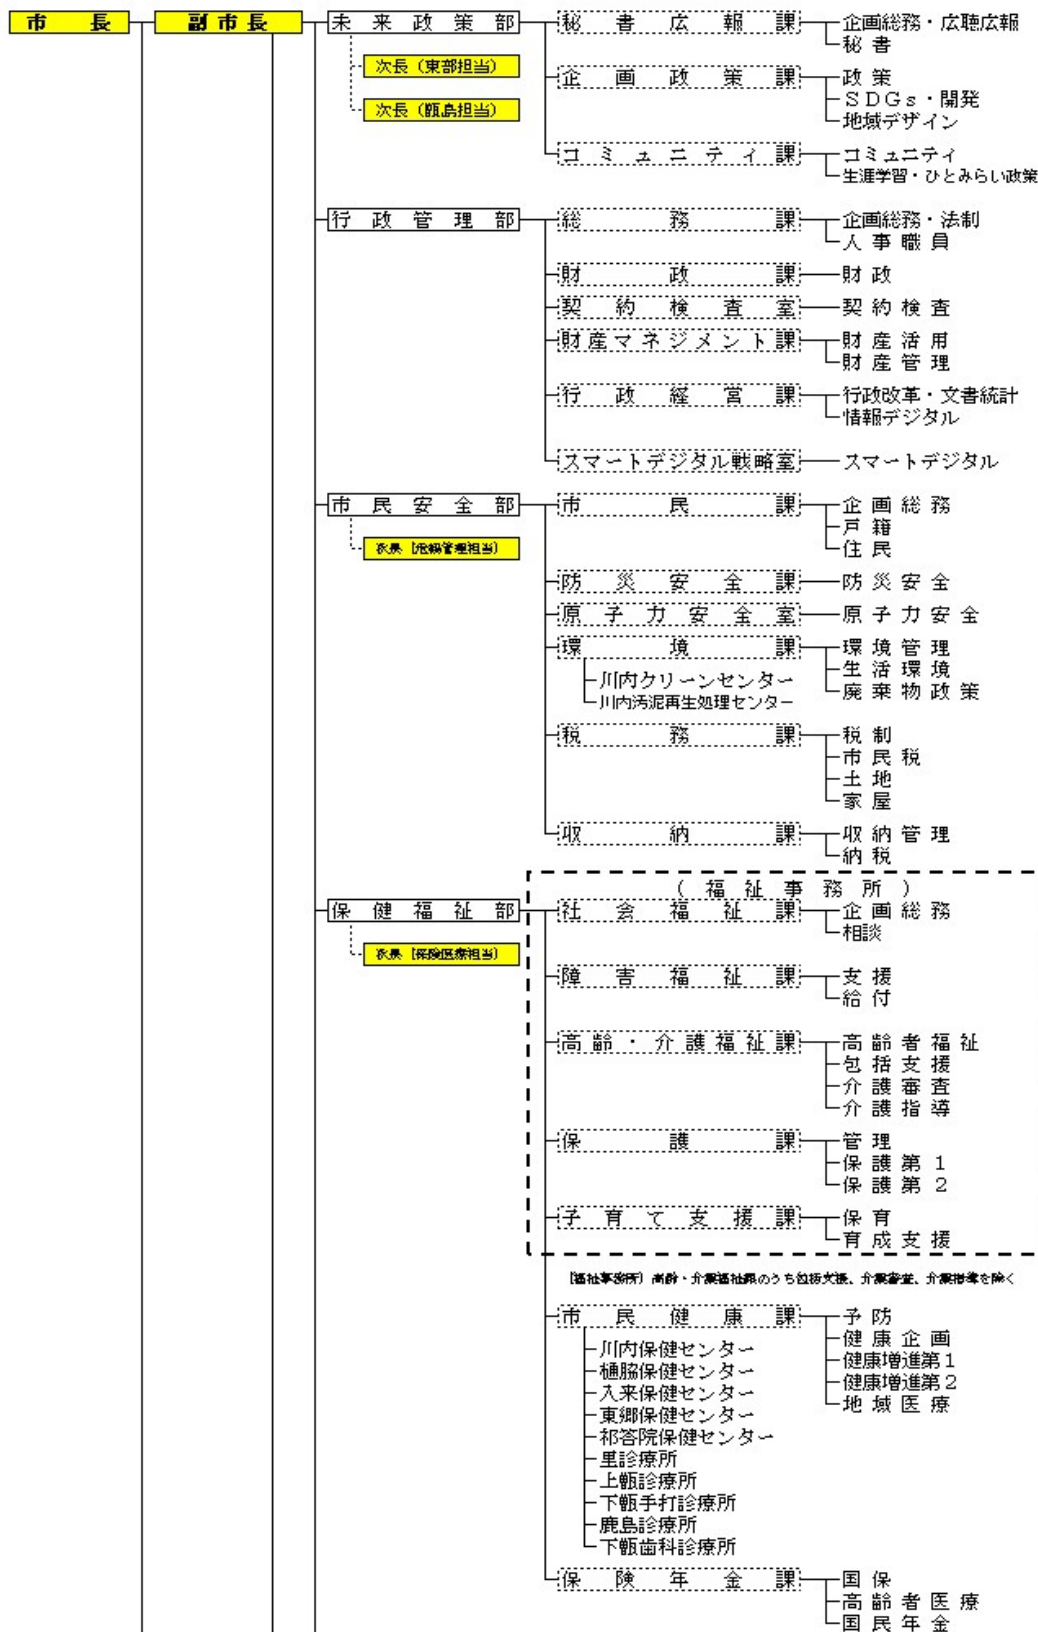 市長 副市長 未来政策部 秘書広報課 企画総務・広聴広報
秘書
次長（東部担当） 企画政策課 政策
次長（甑島担当） SDGs・開発
地域デザイン
コミュニティ課 コミュニティ
生涯学習・ひとみらい政策
行政管理部 総務課 企画総務・法制
人事職員
財政課 財政
契約検査室 契約検査
財産マネジメント課 財産活用
財産管理
行政経営課 行政改革・文書統計
情報デジタル
スマートデジタル戦略室 スマートデジタル
市民安全部 市民課 企画総務
戸籍
次長（危機管理担当） 住民
防災安全課 防災安全
原子力安全室 原子力安全
環境課 環境管理
生活環境
川内クリーンセンター 廃棄物政策
川内汚泥再生処理センター
税務課 税制
市民税
土地
家屋
収納課 収納管理
納税
（福祉事務所）
保健福祉部 社会福祉課 企画総務
相談
次長（保険医療担当） 障害福祉課 支援
給付
高齢・介護福祉課 高齢者福祉
包括支援
介護審査
介護指導
保護課 管理
保護第１
保護第２
子育て支援課 保育
育成支援
（福祉事務所）高齢・介護福祉課のうち包括支援、介護審査、介護指導を除く
市民健康課 予防
健康企画
川内保健センター 健康増進第１
樋脇保健センター 健康増進第２
入来保健センター 地域医療
東郷保健センター
祁答院保健センター
里診療所
上甑診療所
下甑手打診療所
鹿島診療所
下甑歯科診療所
保険年金課 国保
高齢者医療
国民年金